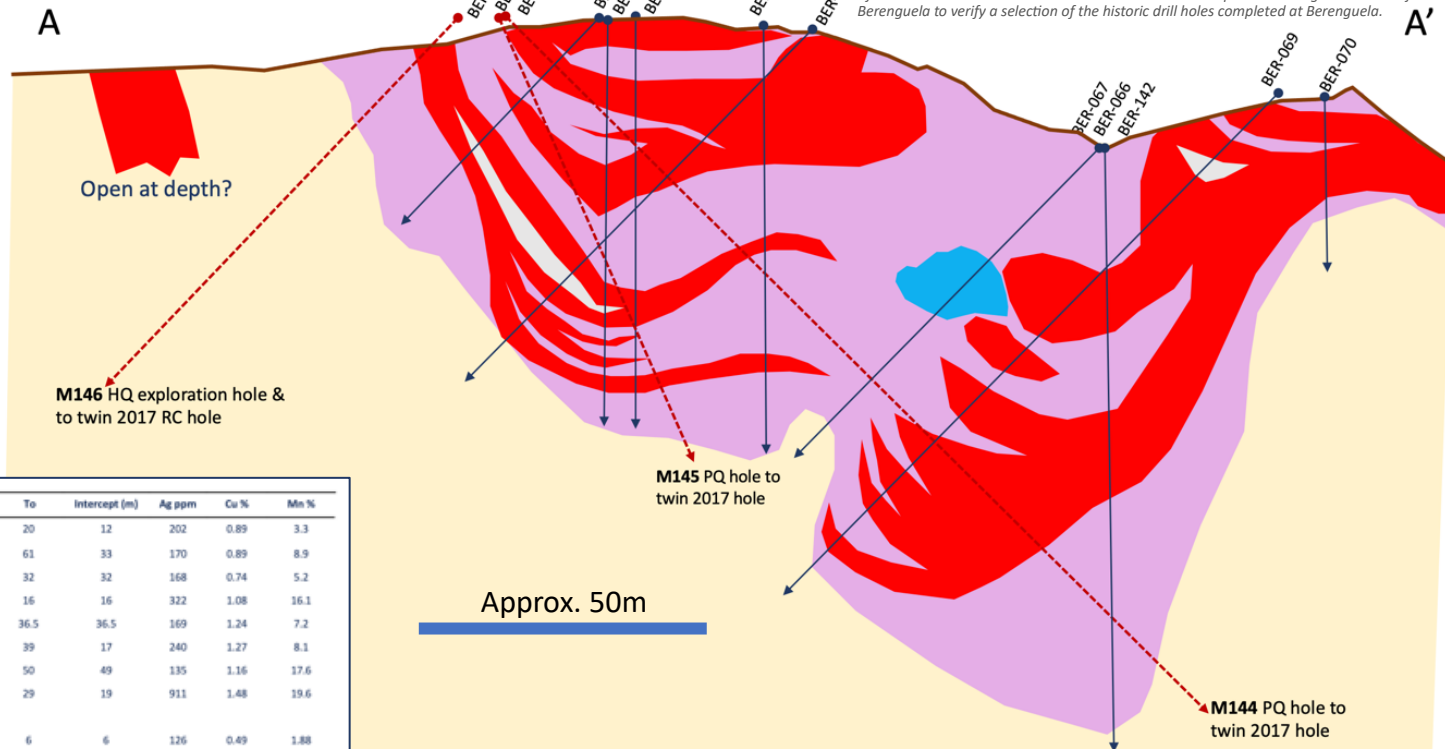 Berenguela to verify a selection of the historic drill holes completed at Berenguela.
A
A'
BER-067
BER-066
BER-142
BER-069
BER-070
Open at depth?
M146 HQ exploration hole &
to twin 2017 RC hole
M145 PQ hole to
twin 2017 hole
Approx. 50m
M144 PQ hole to
twin 2017 hole
To Intercept (m) Ag ppm Cu % Mn %
20 12 202 0.89 3.3
61 33 170 0.89 8.9
32 32 168 0.74 5.2
16 16 322 1.08 16.1
36.5 36.5 169 1.24 7.2
39 17 240 1.27 8.1
50 49 135 1.16 17.6
29 19 911 1.48 19.6
6 6 126 0.49 1.88